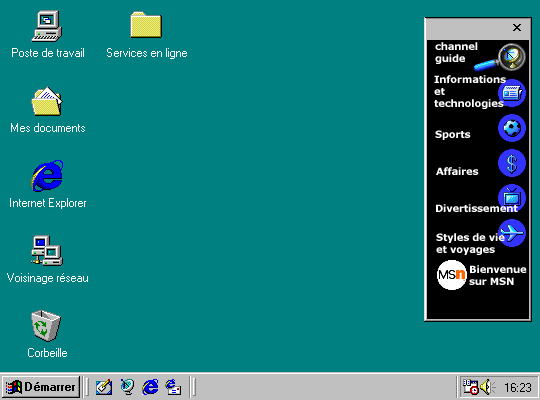 Poste de travail
Services en ligne
Mes documents
Internet Explorer
Voisinage réseau
Corbeille
channel
guide
Informations
et
technologies
Sports
Affaires
Divertissement
Styles de vie
et voyages
MSn
Bienvenue
sur MSN
Démarrer
16:23